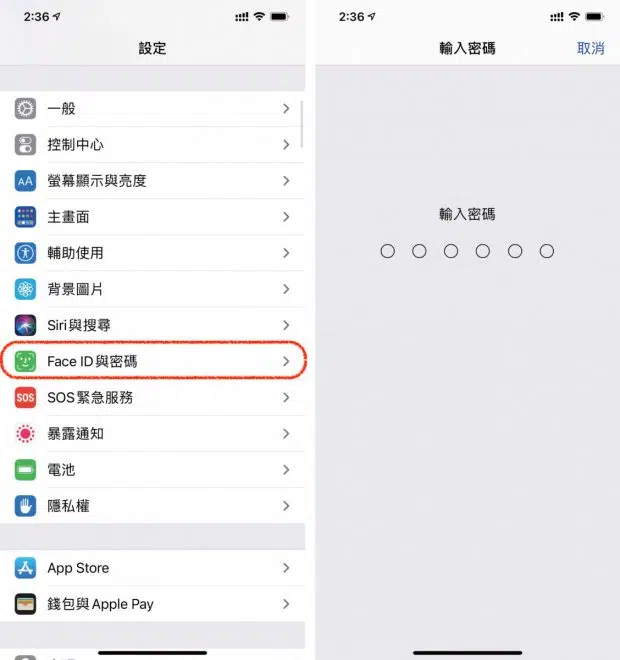 2:36
設定
一般
控制中心
AA
螢幕顯示與亮度
主畫面
輔助使用
背景圖片
Siri與搜尋
Face ID與密碼
SOS
SOS緊急服務
暴露通知
電池
隱私權
App Store
錢包與Apple Pay
2:36
輸入密碼
取消
輸入密碼